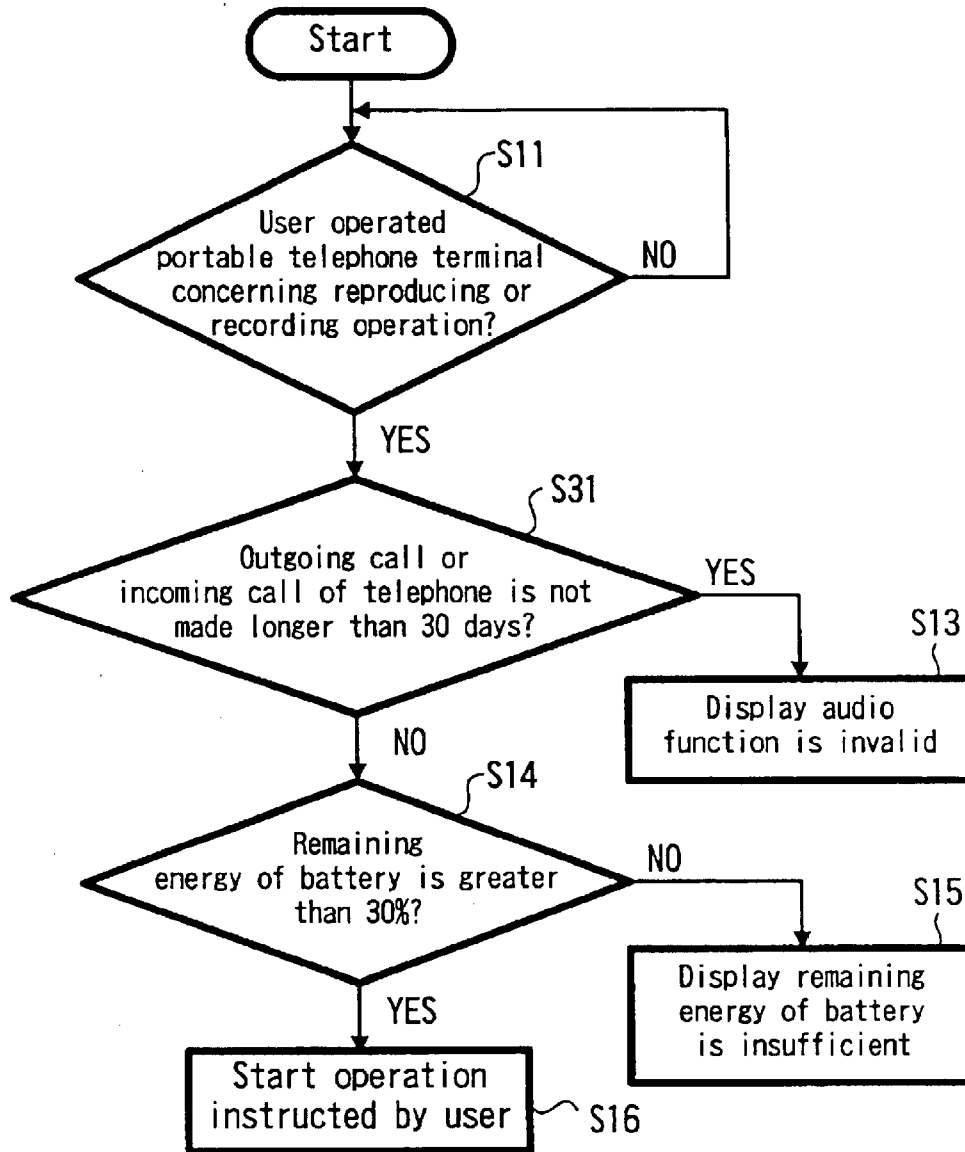 Start
S11
User operated
portable telephone terminal
concerning reproducing or
recording operation?
NO
YES
S31
Outgoing call or
incoming call of telephone is not
made longer than 30 days?
YES
S13
Display audio
function is invalid
NO
S14
Remaining
energy of battery is greater
than 30%?
NO
S15
Display remaining
energy of battery
is insufficient
YES
Start operation
instructed by user
S16